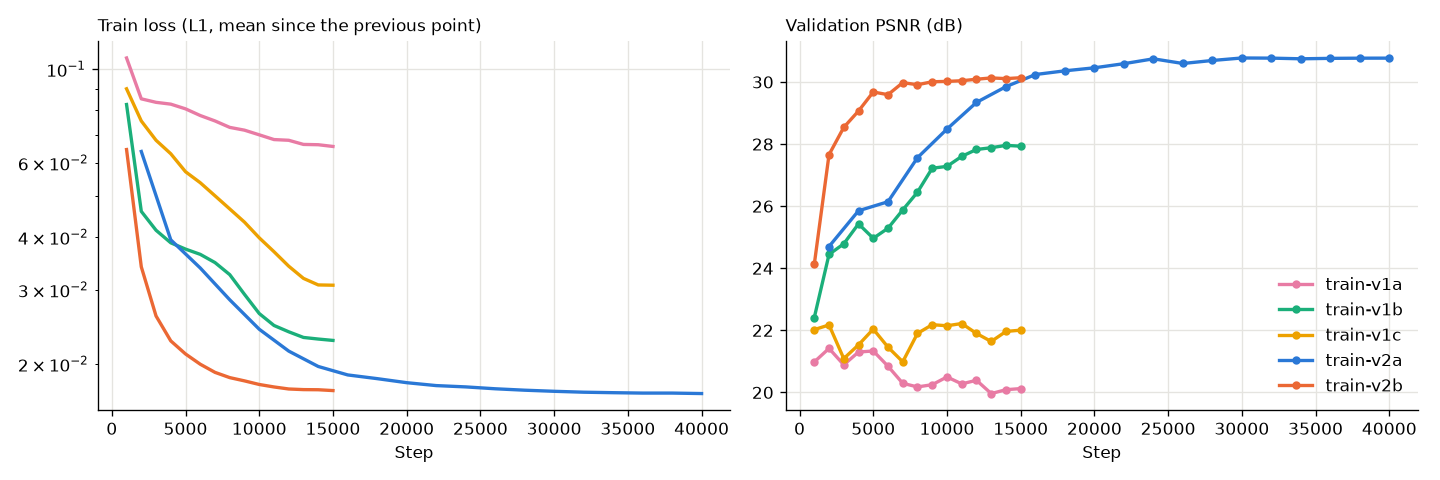 Train loss (L1, mean since the previous point)
10⁻¹
6 × 10⁻²
4 × 10⁻²
3 × 10⁻²
2 × 10⁻²
0 5000 10000 15000 20000 25000 30000 35000 40000
Step
Validation PSNR (dB)
30
28
26
24
22
20
train-v1a
train-v1b
train-v1c
train-v2a
train-v2b
0 5000 10000 15000 20000 25000 30000 35000 40000
Step